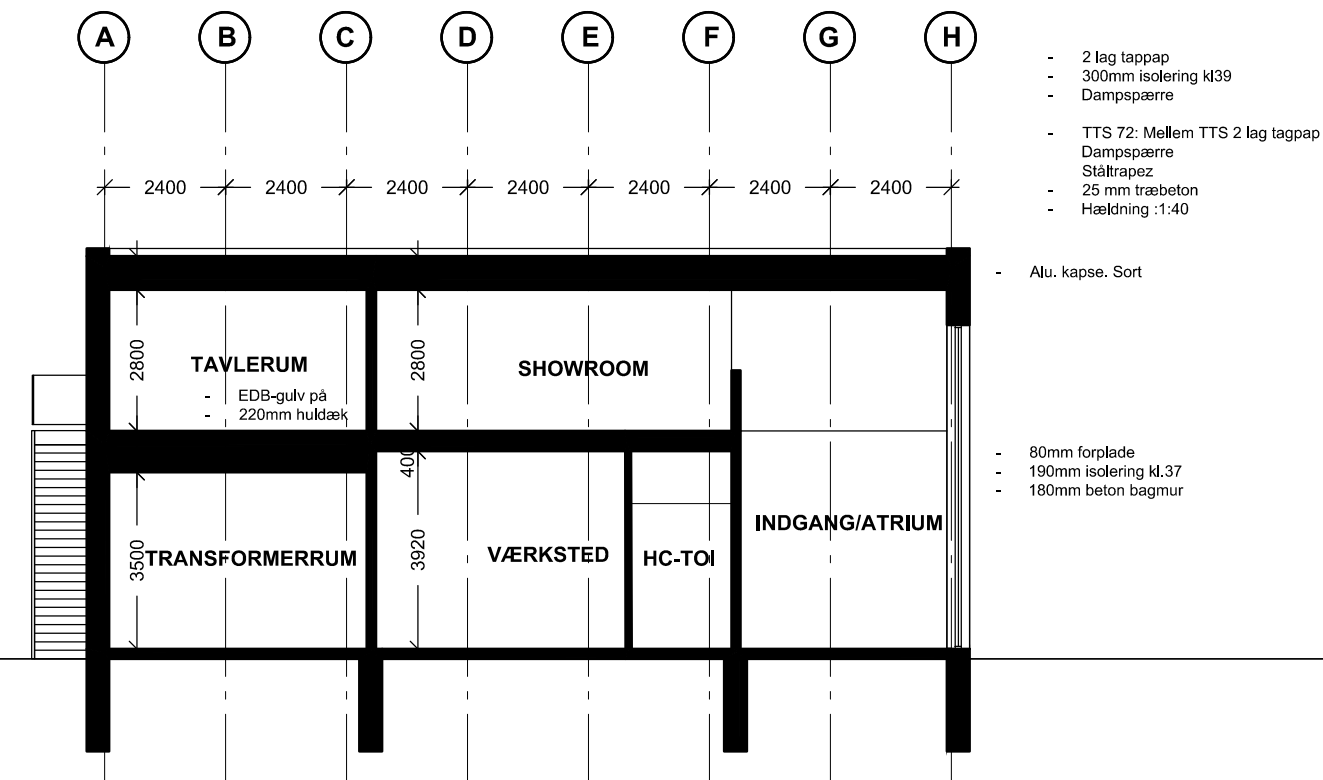 A B C D E F G H
- 2 lag tappap
- 300mm isolering kl39
- Dampspærre
- TTS 72: Mellem TTS 2 lag tagpap
Dampspærre
Ståltrapez
- 25 mm træbeton
- Hældning :1:40
2400 2400 2400 2400 2400 2400 2400
- Alu. kapse. Sort
2800
TAVLERUM
- EDB-gulv på
- 220mm huldæk
2800
SHOWROOM
400
- 80mm forplade
- 190mm isolering kl.37
- 180mm beton bagmur
3500
TRANSFORMERRUM
3920
VÆRKSTED
HC-TOI
INDGANG/ATRIUM